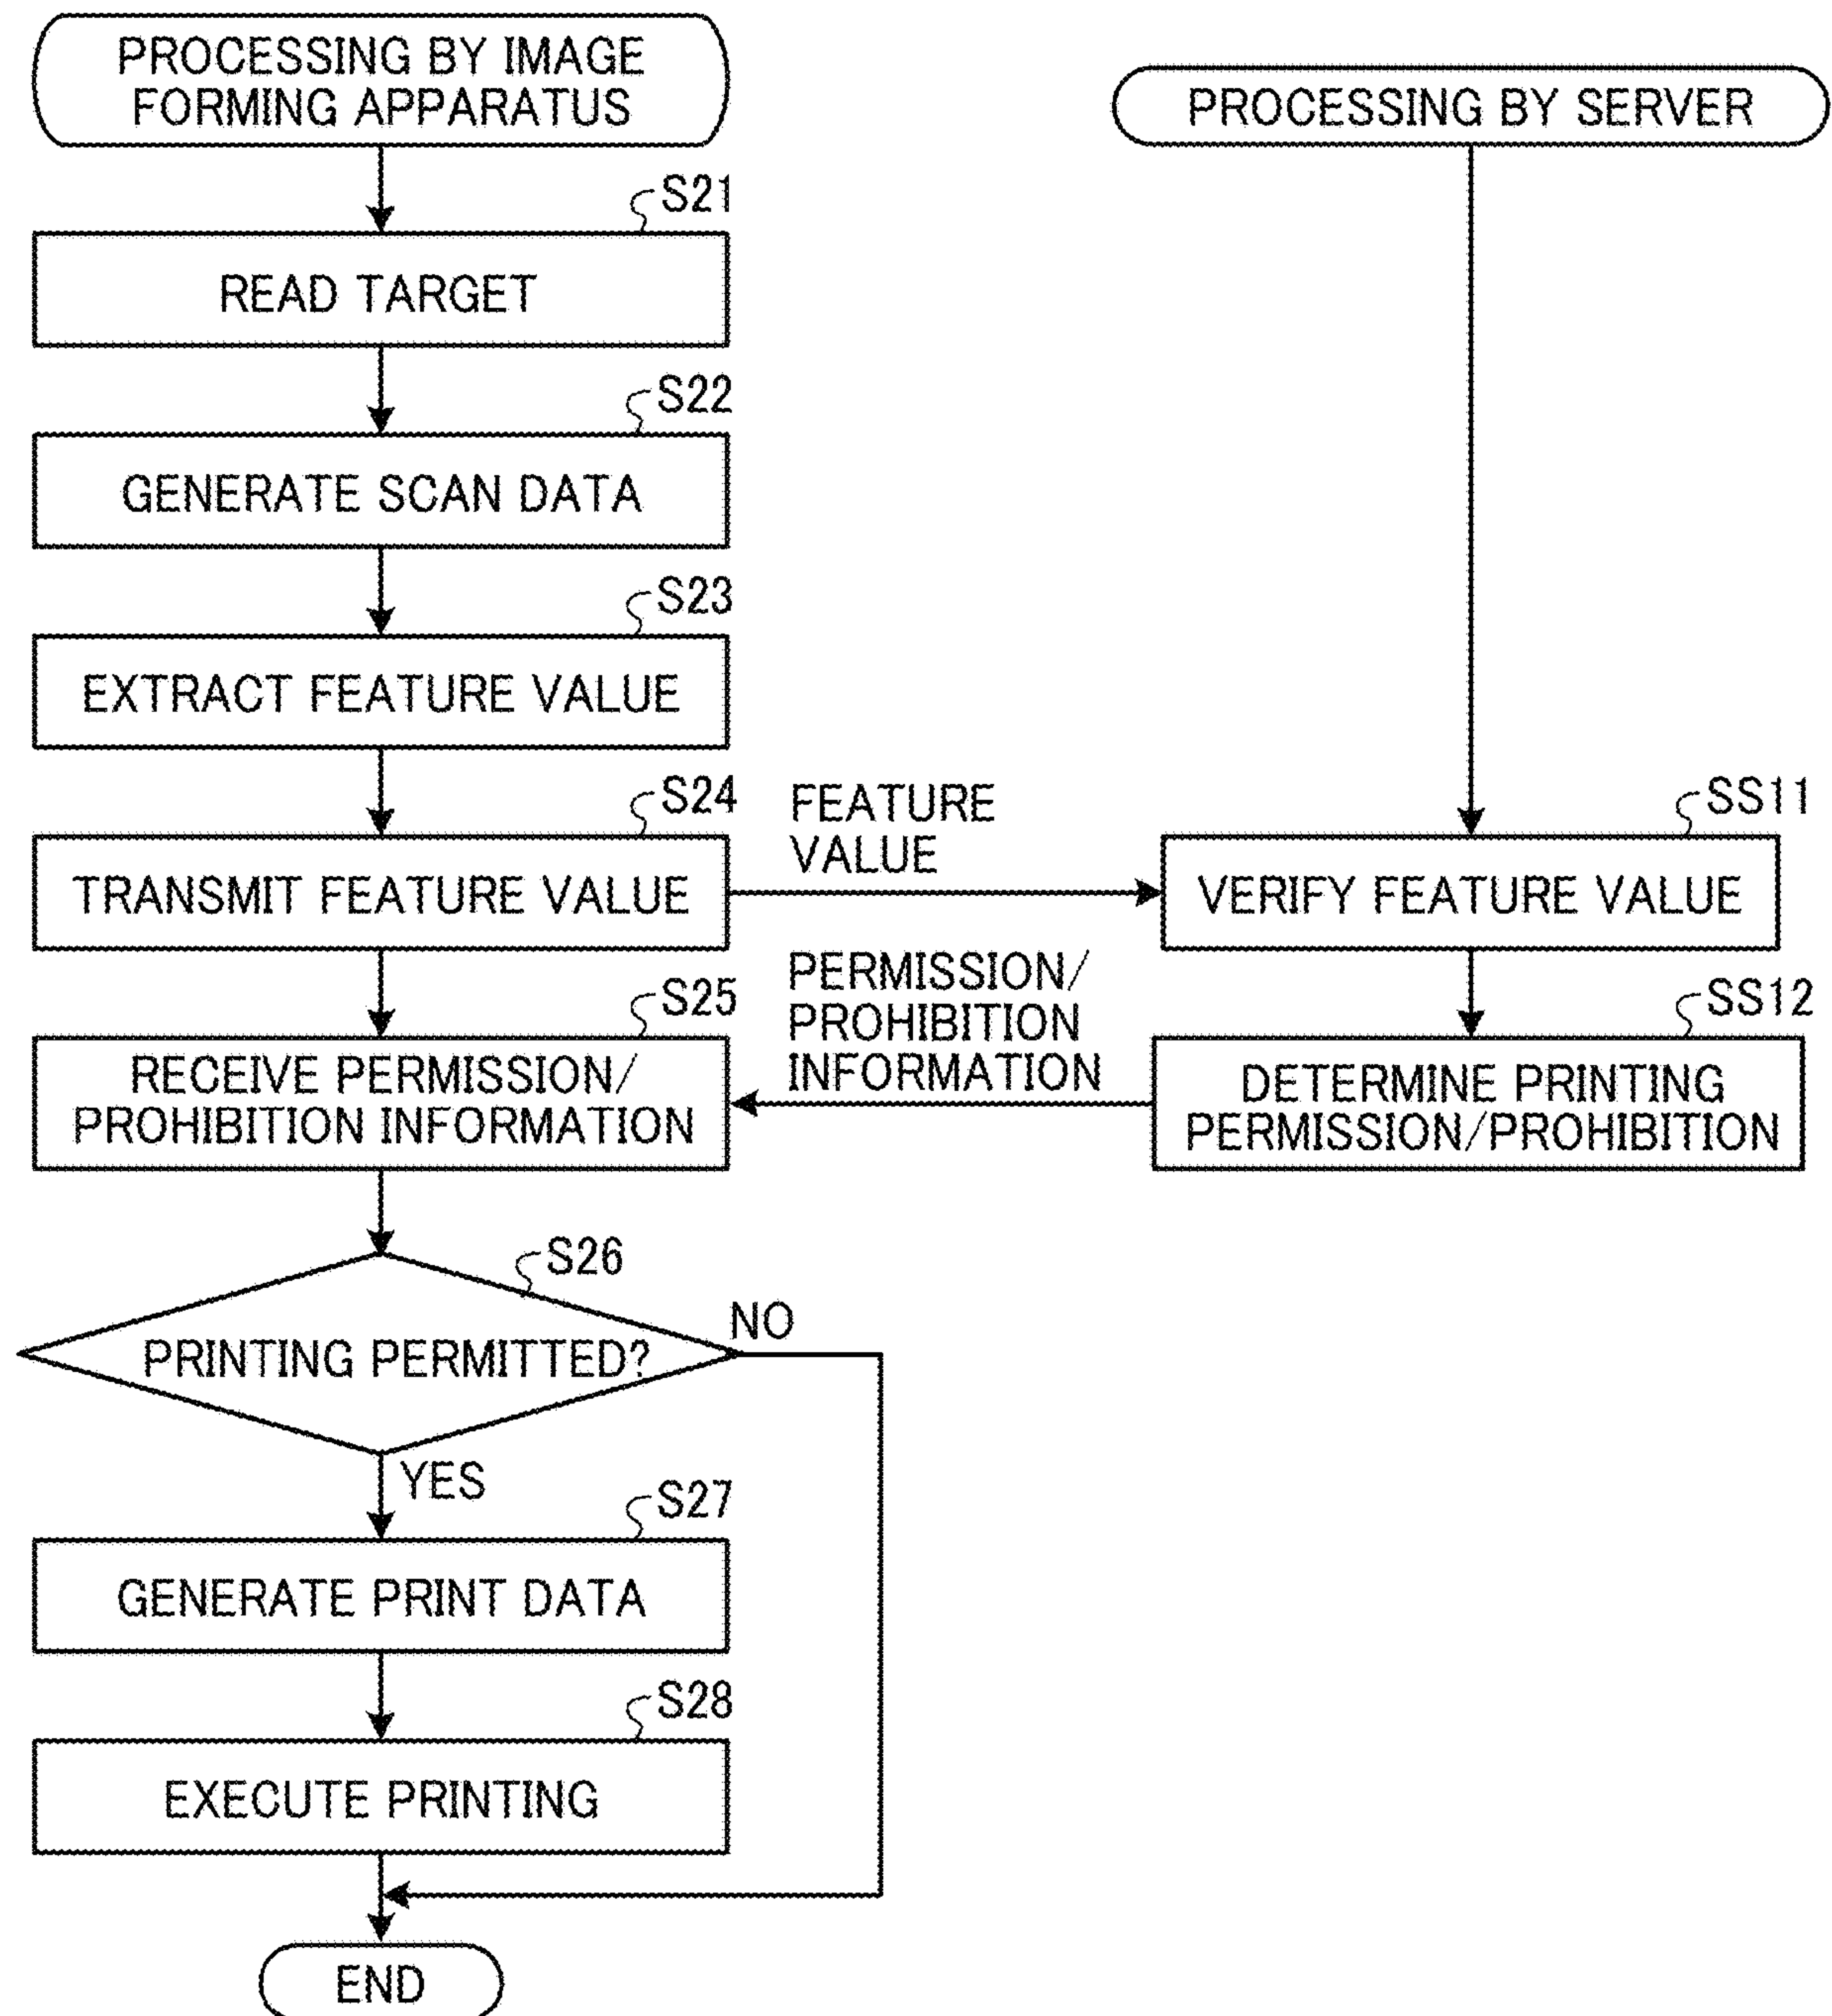 PROCESSING BY IMAGE
FORMING APPARATUS
PROCESSING BY SERVER
S21
READ TARGET
S22
GENERATE SCAN DATA
S23
EXTRACT FEATURE VALUE
S24
TRANSMIT FEATURE VALUE
FEATURE
VALUE
SS11
VERIFY FEATURE VALUE
S25
RECEIVE PERMISSION/
PROHIBITION INFORMATION
PERMISSION/
PROHIBITION
INFORMATION
SS12
DETERMINE PRINTING
PERMISSION/PROHIBITION
S26
PRINTING PERMITTED?
NO
YES
S27
GENERATE PRINT DATA
S28
EXECUTE PRINTING
END